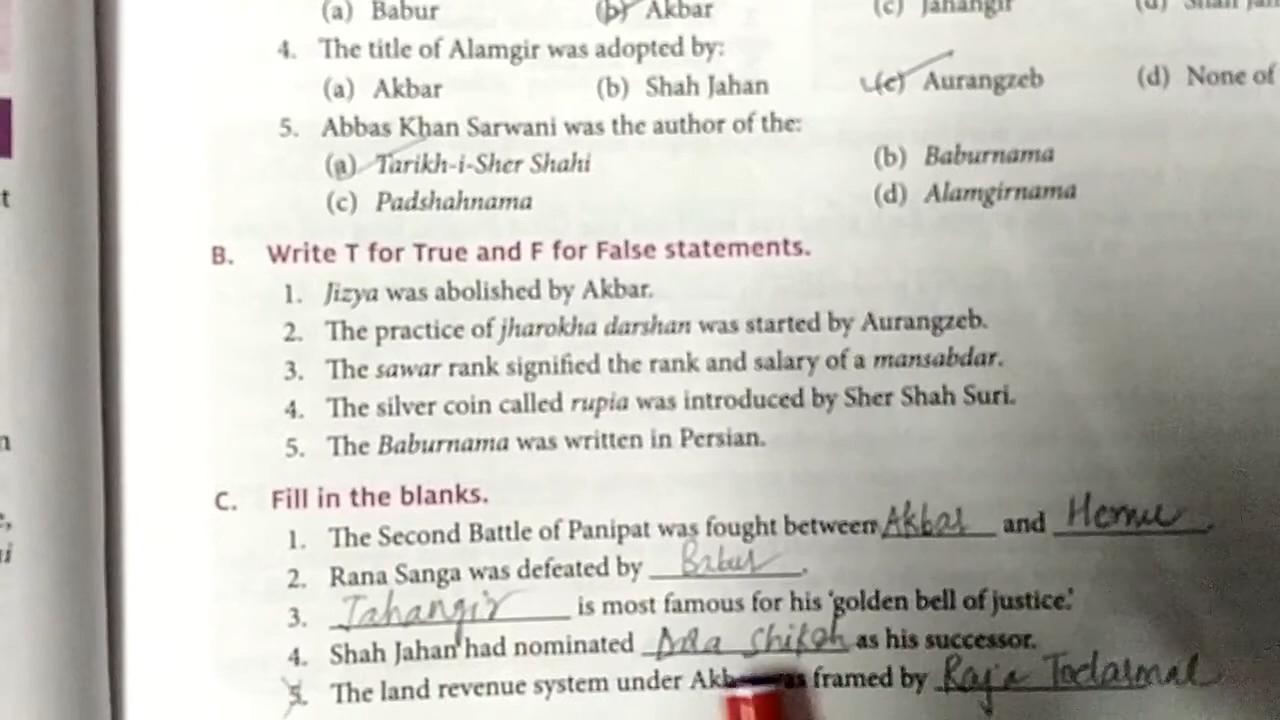 (a) Babur (b) Akbar (c) Jahangir (d)
4. The title of Alamgir was adopted by:
(a) Akbar (b) Shah Jahan (c) Aurangzeb (d) None of
5. Abbas Khan Sarwani was the author of the:
(a) Tarikh-i-Sher Shahi (b) Baburnama
(c) Padshahnama (d) Alamgirnama
B. Write T for True and F for False statements.
1. Jizya was abolished by Akbar.
2. The practice of jharokha darshan was started by Aurangzeb.
3. The sawar rank signified the rank and salary of a mansabdar.
4. The silver coin called rupia was introduced by Sher Shah Suri.
5. The Baburnama was written in Persian.
C. Fill in the blanks.
1. The Second Battle of Panipat was fought between Akbar and Hemu.
2. Rana Sanga was defeated by Babur.
3. Jahangir is most famous for his 'golden bell of justice.'
4. Shah Jahan had nominated Shikoh as his successor.
5. The land revenue system under framed by Raja Todarmal